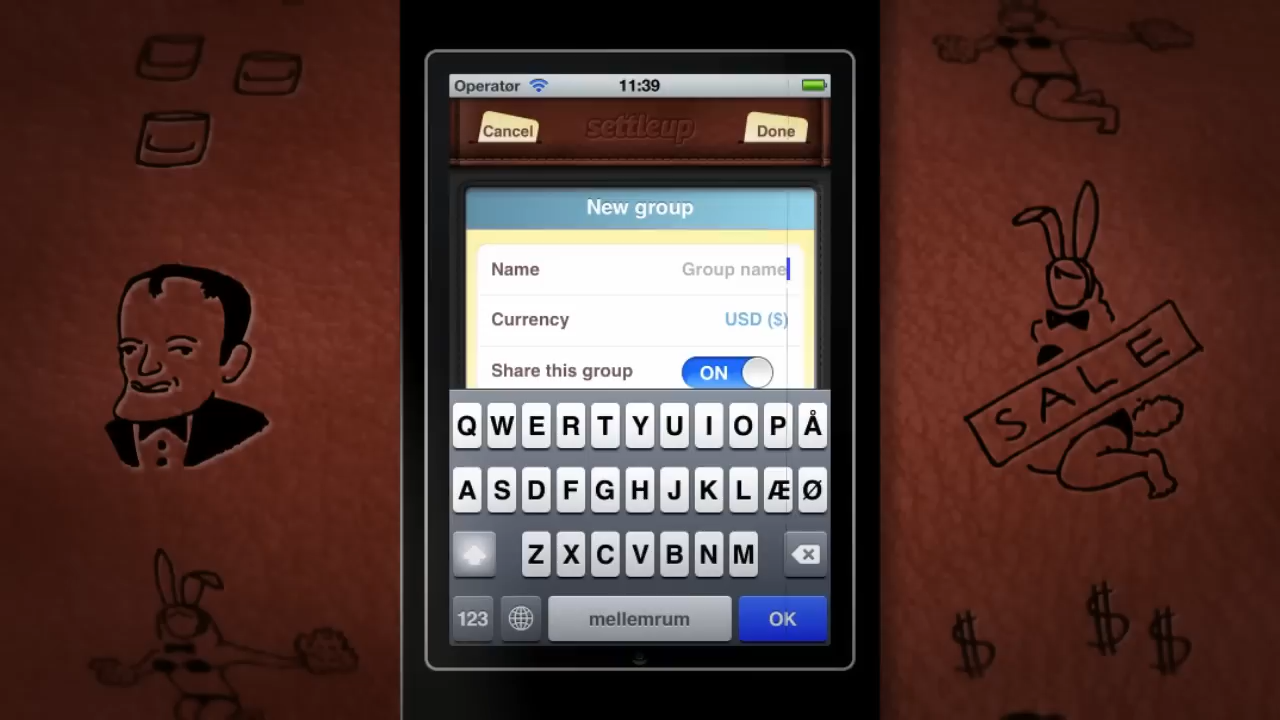 Operatør 11:39
Cancel settleup Done
New group
Name Group name
Currency USD ($)
Share this group ON
Q W E R T Y U I O P Å
A S D F G H J K L Æ Ø
Z X C V B N M
123 mellemrum OK
SALE
$ $ $